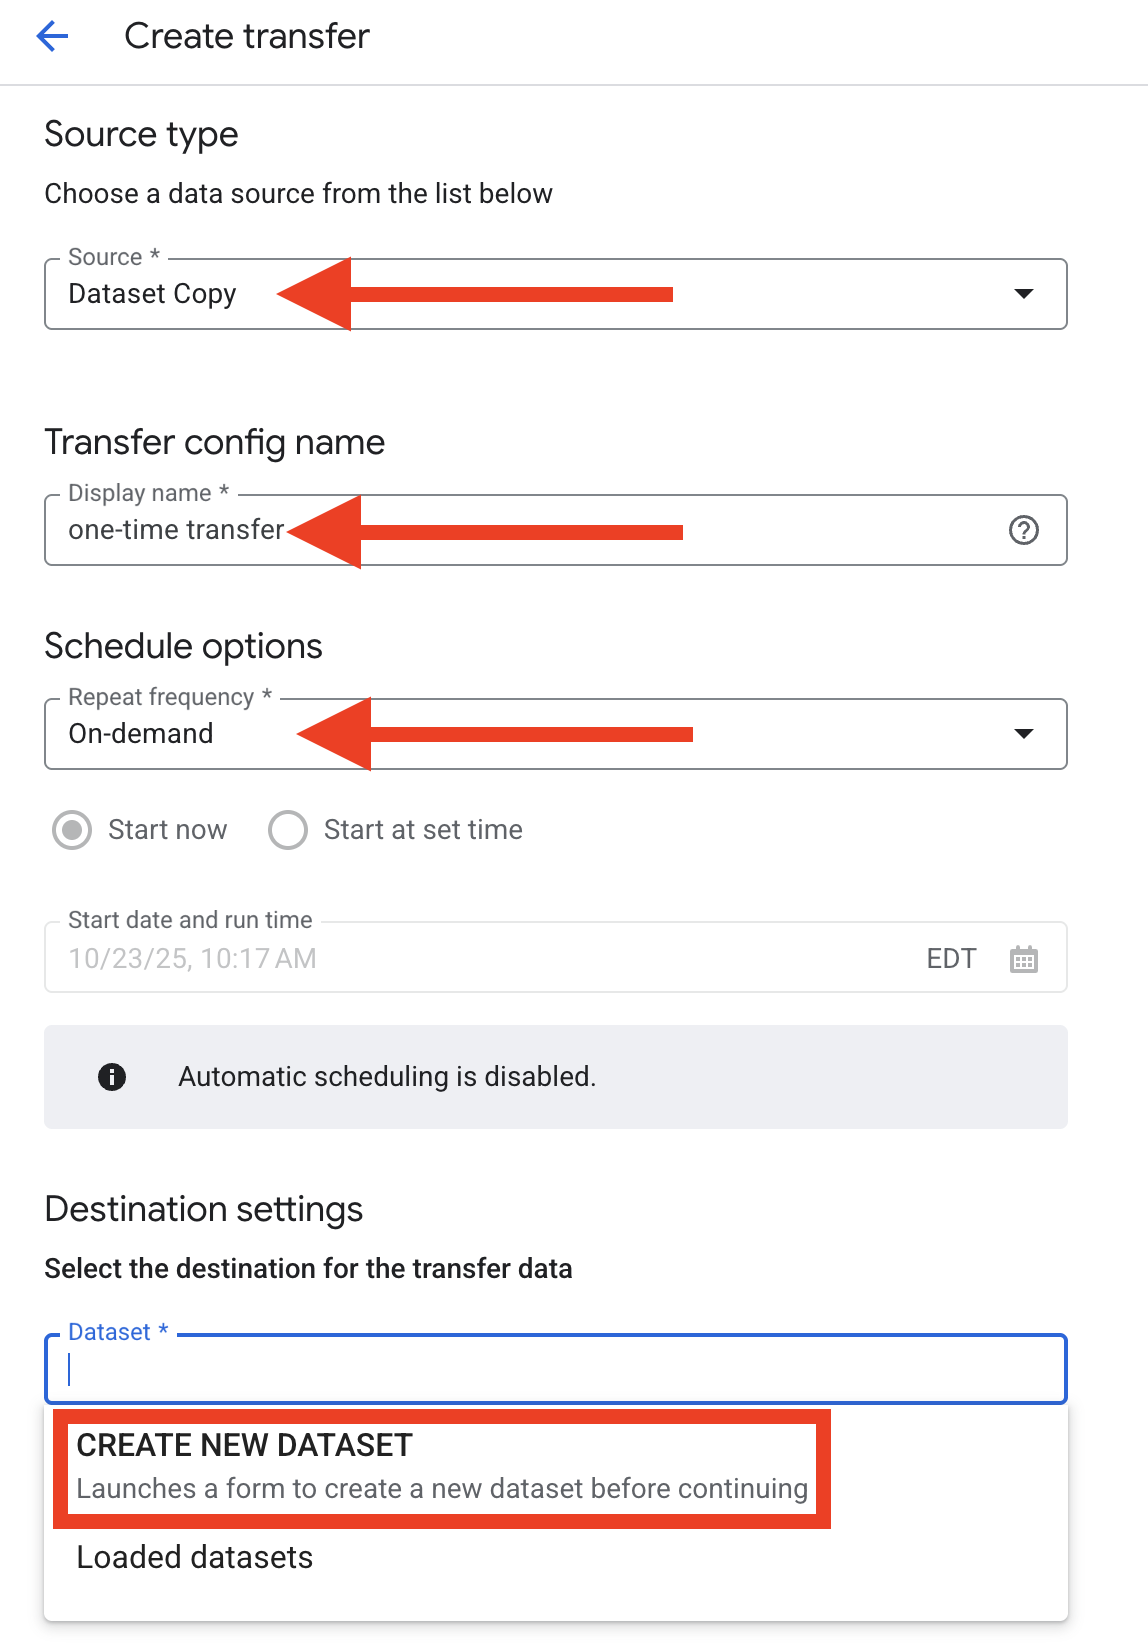 Create transfer
Source type
Choose a data source from the list below
Source *
Dataset Copy
Transfer config name
Display name *
one-time transfer
Schedule options
Repeat frequency *
On-demand
Start now
Start at set time
Start date and run time
10/23/25, 10:17 AM
EDT
Automatic scheduling is disabled.
Destination settings
Select the destination for the transfer data
Dataset *
CREATE NEW DATASET
Launches a form to create a new dataset before continuing
Loaded datasets